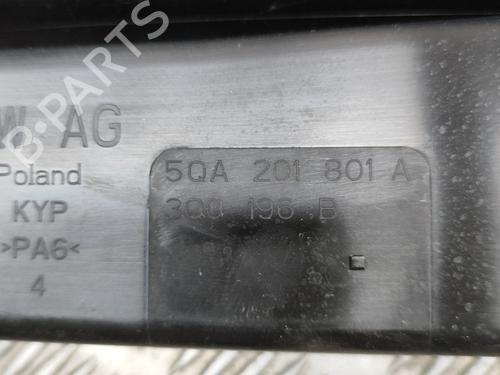 B-PARTS
W AG
Poland
KYP
>PA6<
4
5QA 201 801 A
3Q0 196 B